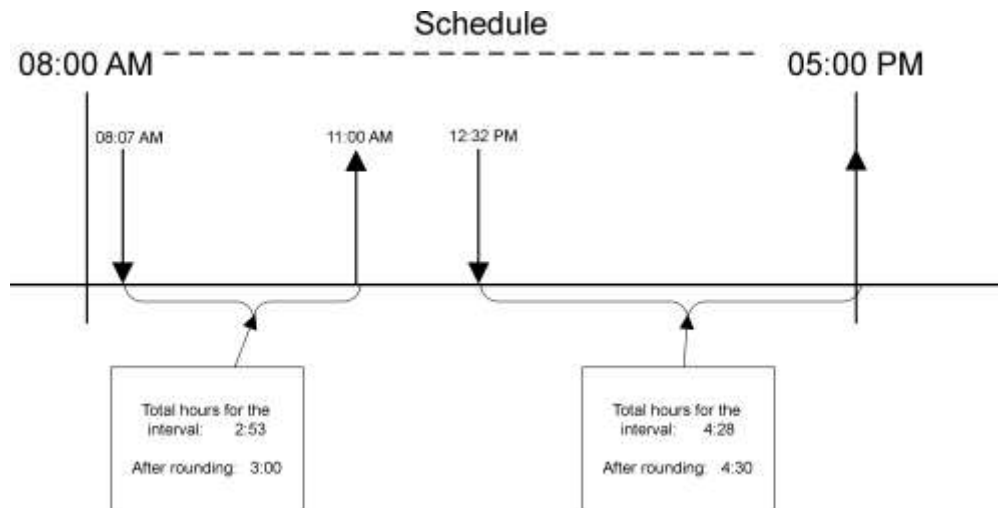 Schedule
08:00 AM
05:00 PM
08:07 AM
11:00 AM
12:32 PM
Total hours for the
interval: 2:53
After rounding: 3:00
Total hours for the
interval: 4:28
After rounding: 4:30